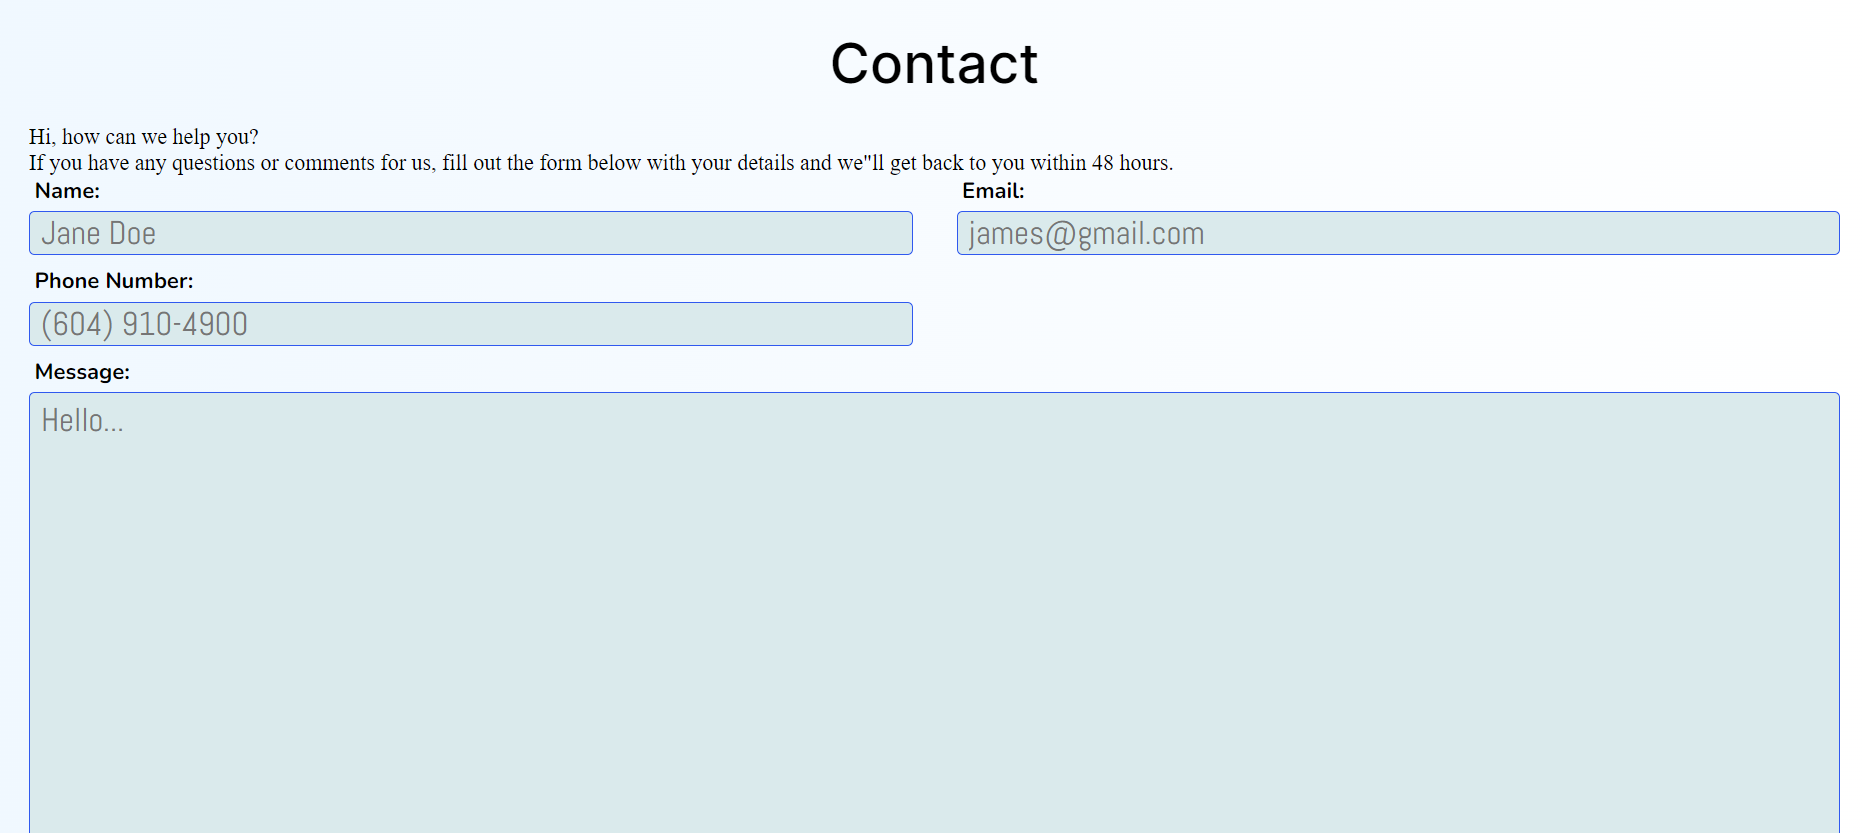 Contact
Hi, how can we help you?
If you have any questions or comments for us, fill out the form below with your details and we"ll get back to you within 48 hours.
Name:
Email:
Jane Doe
james@gmail.com
Phone Number:
(604) 910-4900
Message:
Hello...